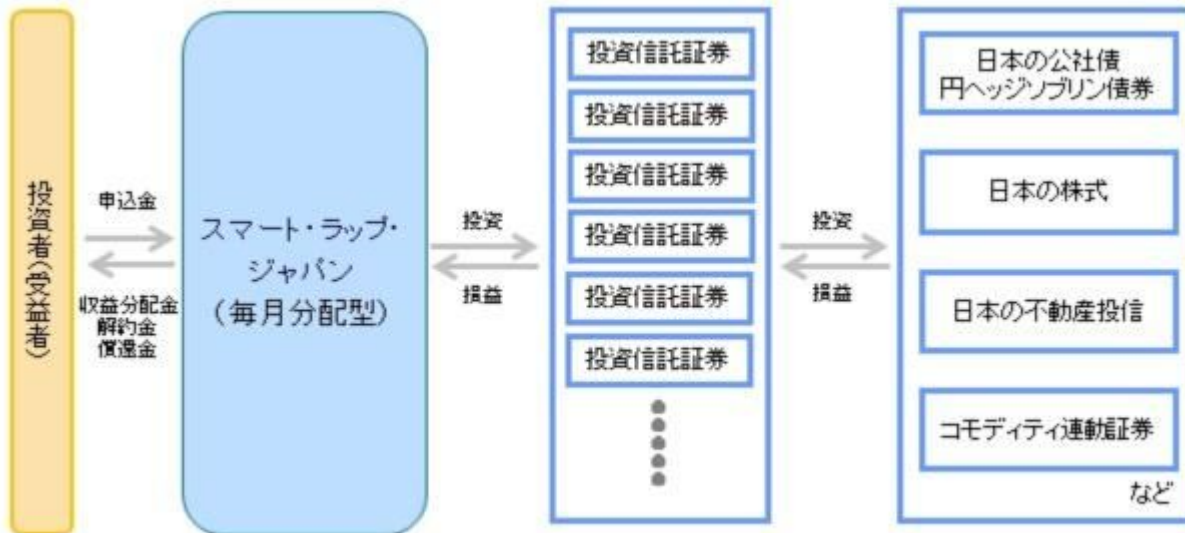 投資者(受益者)
申込金
収益分配金
解約金
償還金
スマート・ラップ・
ジャパン
(毎月分配型)
投資
損益
投資信託証券
投資信託証券
投資信託証券
投資信託証券
投資信託証券
投資信託証券
投資
損益
日本の公社債
円ヘッジソブリン債券
日本の株式
日本の不動産投信
コモディティ連動証券
など